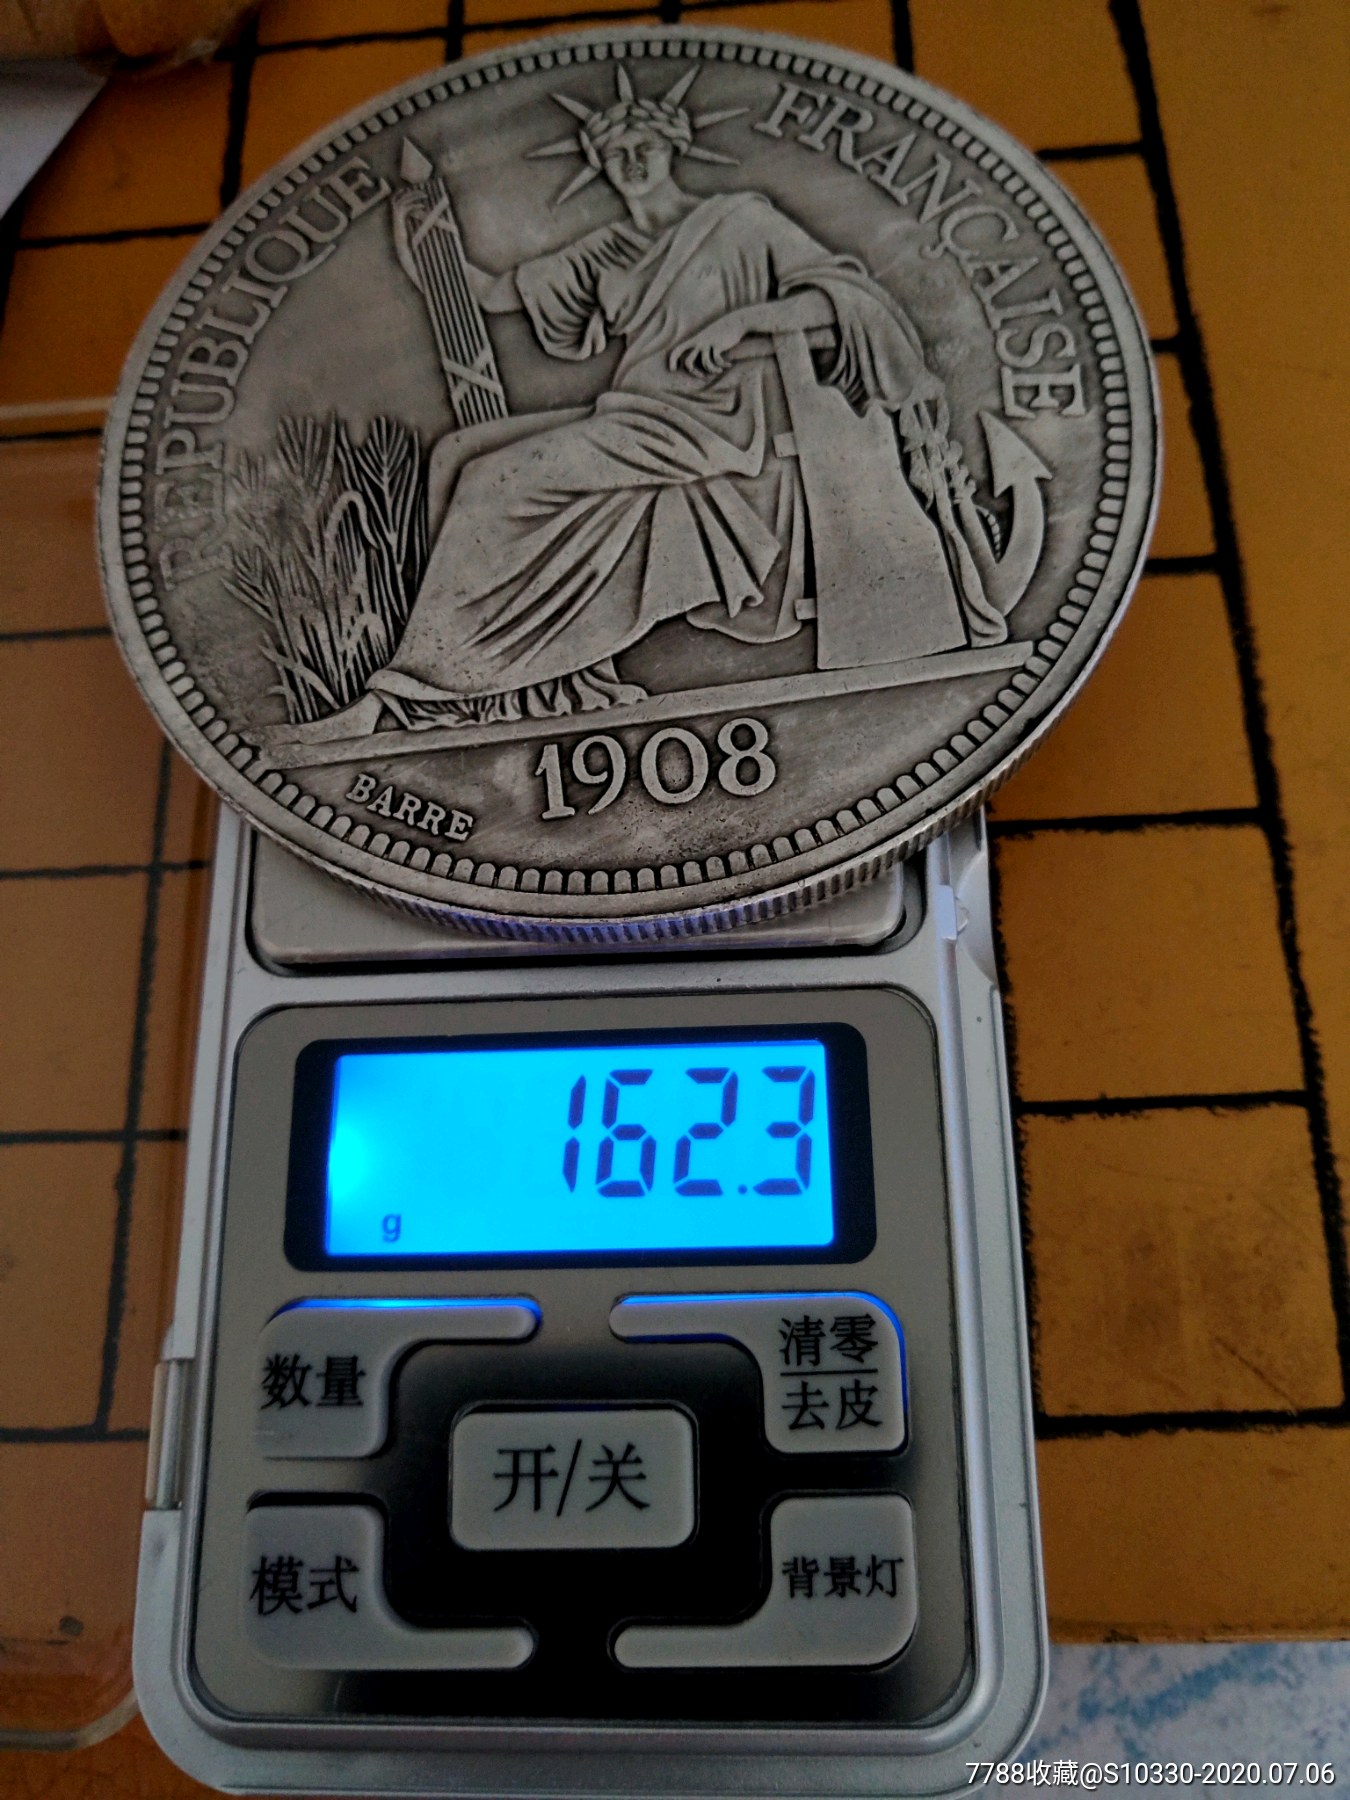 REPUBLIQUE FRANÇAISE
1908
BARRE
162.3
g
数量
清零
去皮
开/关
模式
背景灯
7788收藏@S10330-2020.07.06